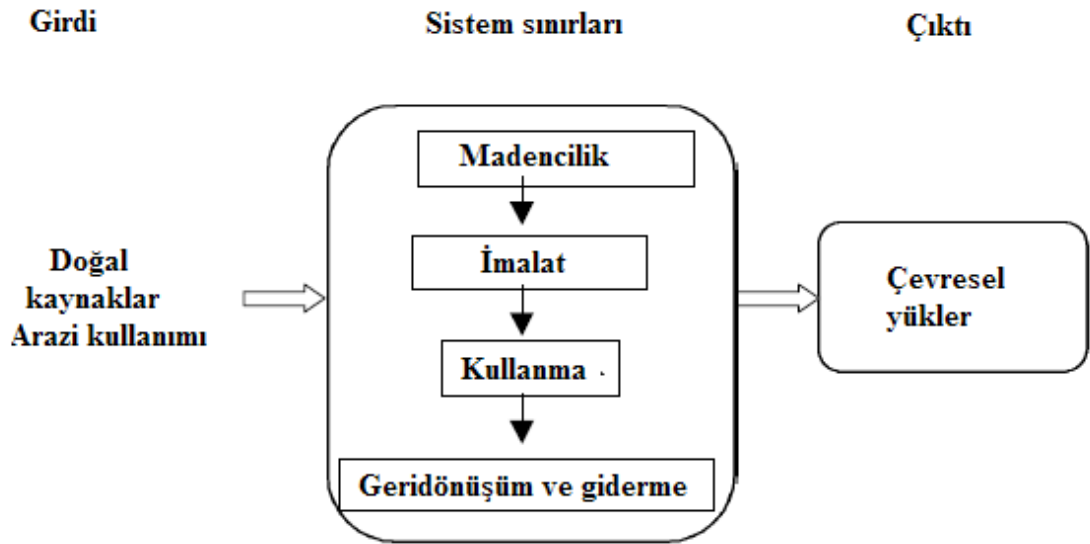 Girdi
Sistem sınırları
Çıktı
Madencilik
İmalat
Kullanma
Geridönüşüm ve giderme
Doğal
kaynaklar
Arazi kullanımı
Çevresel
yükler